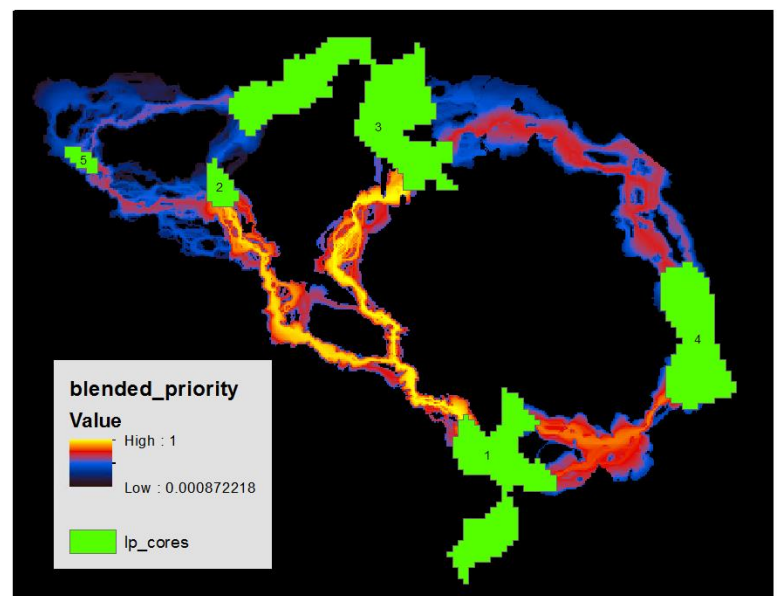 3
5
2
4
1
blended_priority
Value
High : 1
Low : 0.000872218
lp_cores